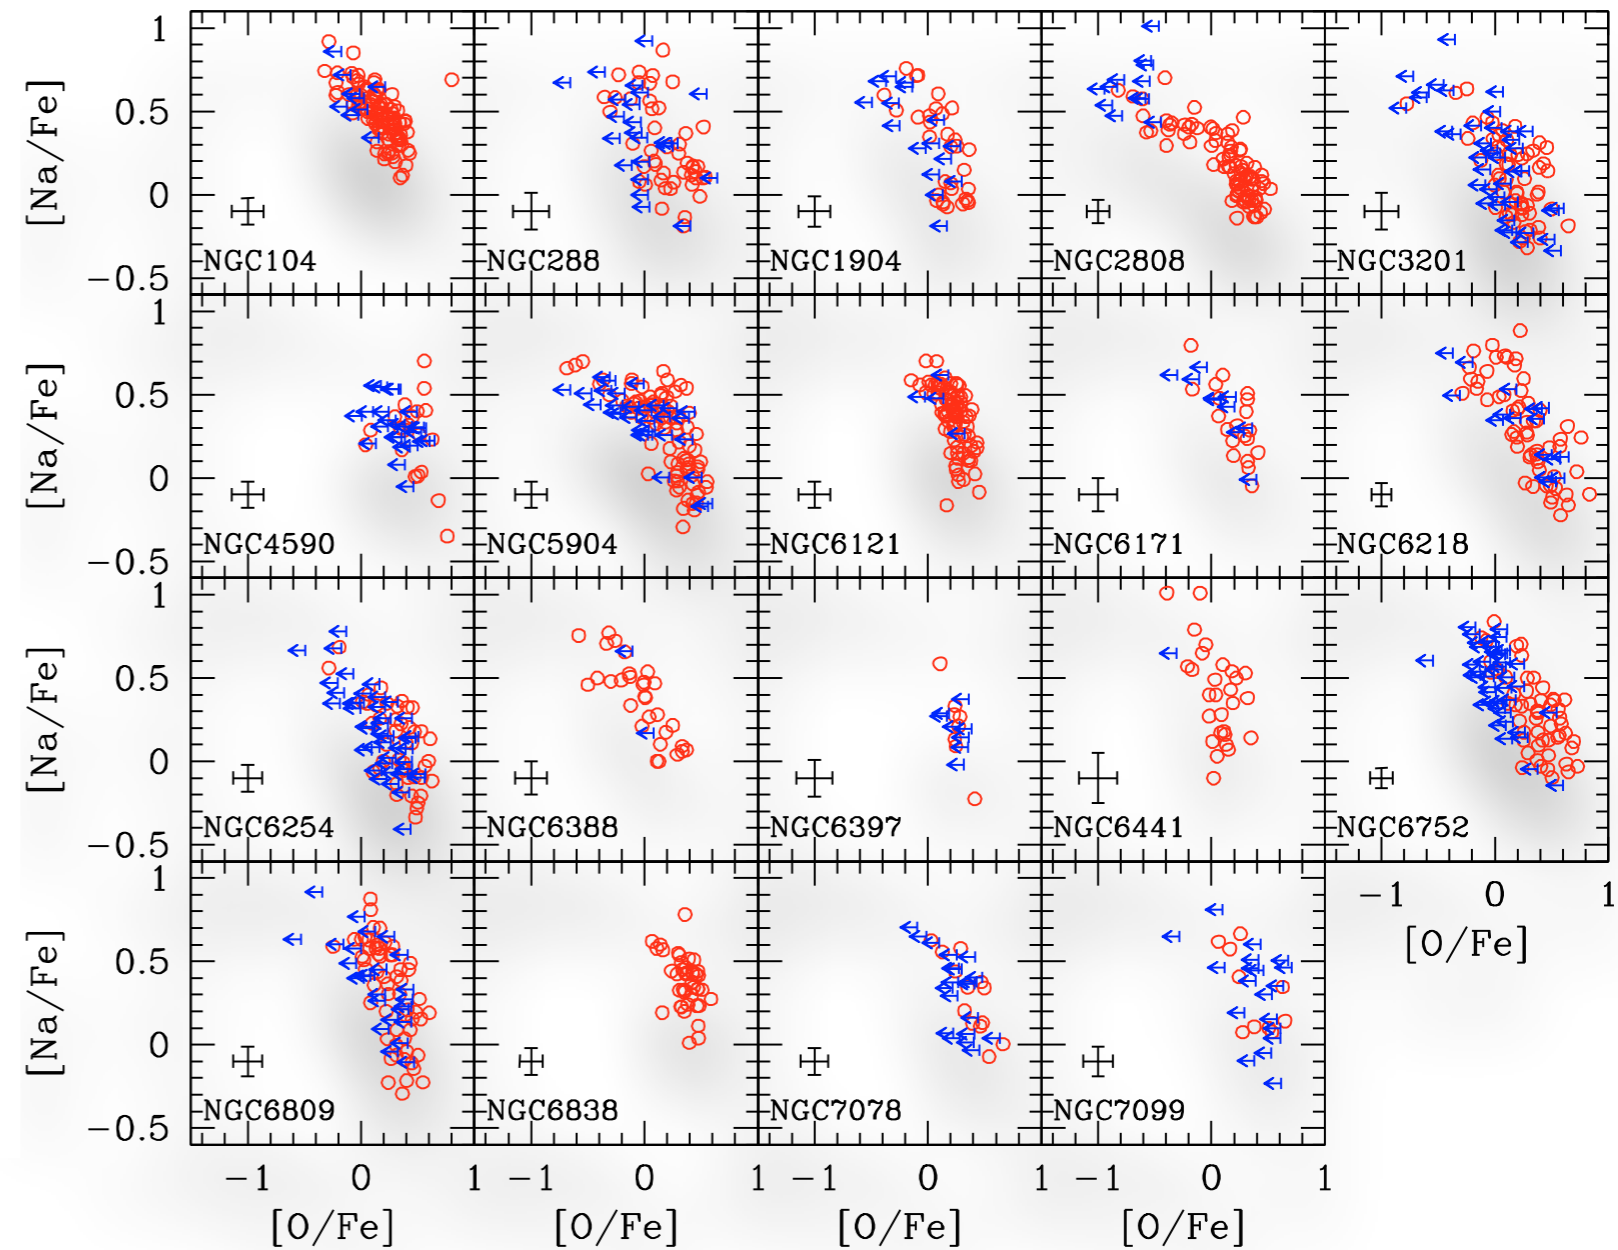 [Na/Fe] 1 0.5 0 −0.5
NGC104 NGC288 NGC1904 NGC2808 NGC3201
[Na/Fe] 1 0.5 0 −0.5
NGC4590 NGC5904 NGC6121 NGC6171 NGC6218
[Na/Fe] 1 0.5 0 −0.5
NGC6254 NGC6388 NGC6397 NGC6441 NGC6752
−1 0 1
[O/Fe]
[Na/Fe] 1 0.5 0 −0.5
NGC6809 NGC6838 NGC7078 NGC7099
−1 0 1 −1 0 1 −1 0 1 −1 0 1
[O/Fe] [O/Fe] [O/Fe] [O/Fe]